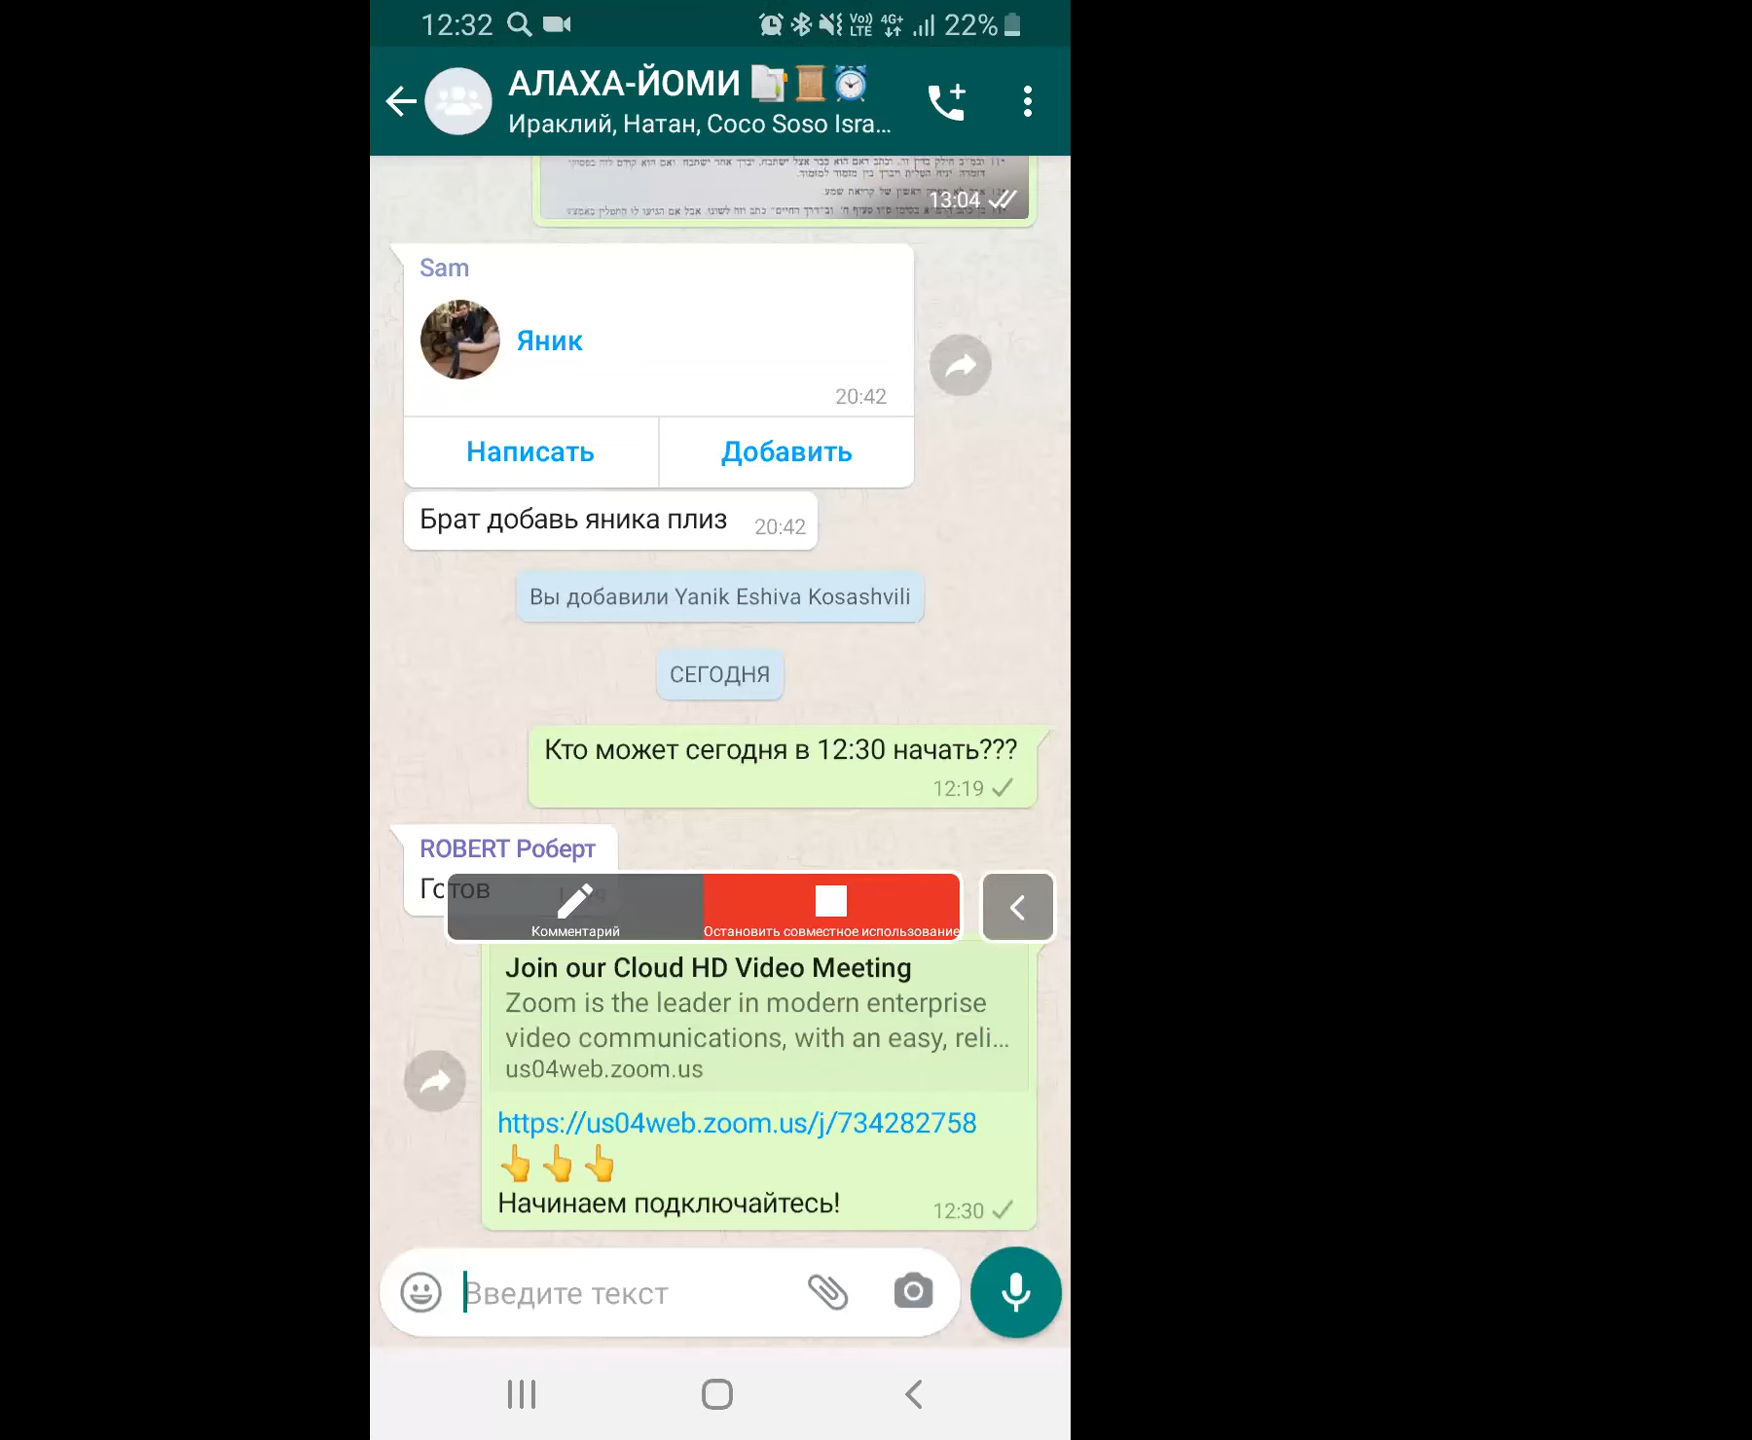 12:32
Vo)) LTE 4G+ 22%
АЛАХА-ЙОМИ
Ираклий, Натан, Coco Soso Isra...
13:04
Sam
Яник
20:42
Написать Добавить
Брат добавь яника плиз 20:42
Вы добавили Yanik Eshiva Kosashvili
СЕГОДНЯ
Кто может сегодня в 12:30 начать???
12:19
ROBERT Роберт
Готов
Комментарий Остановить совместное использование
Join our Cloud HD Video Meeting
Zoom is the leader in modern enterprise
video communications, with an easy, reli...
us04web.zoom.us
https://us04web.zoom.us/j/734282758
👆👆👆
Начинаем подключайтесь! 12:30
Введите текст